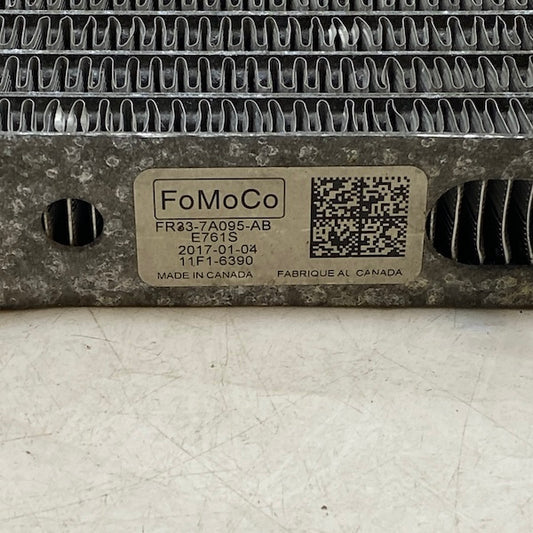 FoMoCo
FR33-7A095-AB
E761S
2017-01-04
11F1-6390
MADE IN CANADA FABRIQUE AU CANADA